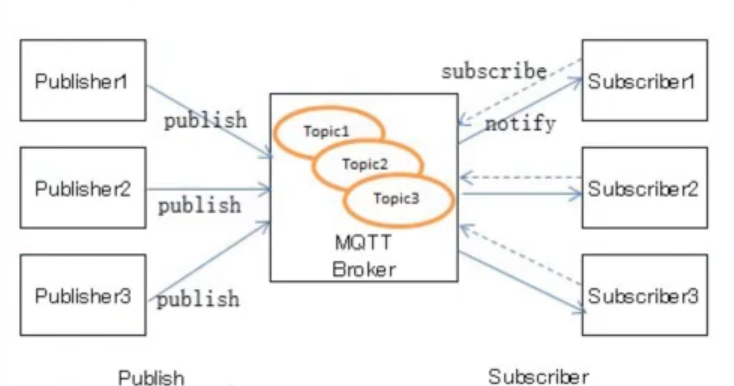 Publisher1
publish
Publisher2
publish
Publisher3
publish
Topic1
Topic2
Topic3
MQTT
Broker
subscribe
notify
Subscriber1
Subscriber2
Subscriber3
Publish
Subscriber